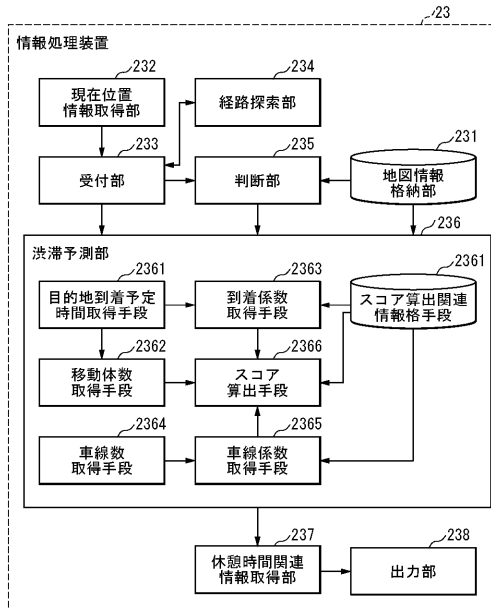 23
情報処理装置
232
現在位置
情報取得部
234
経路探索部
233
受付部
235
判断部
231
地図情報
格納部
236
渋滞予測部
2361
目的地到着予定
時間取得手段
2363
到着係数
取得手段
2361
スコア算出関連
情報格手段
2362
移動体数
取得手段
2366
スコア
算出手段
2364
車線数
取得手段
2365
車線係数
取得手段
237
休憩時間関連
情報取得部
238
出力部